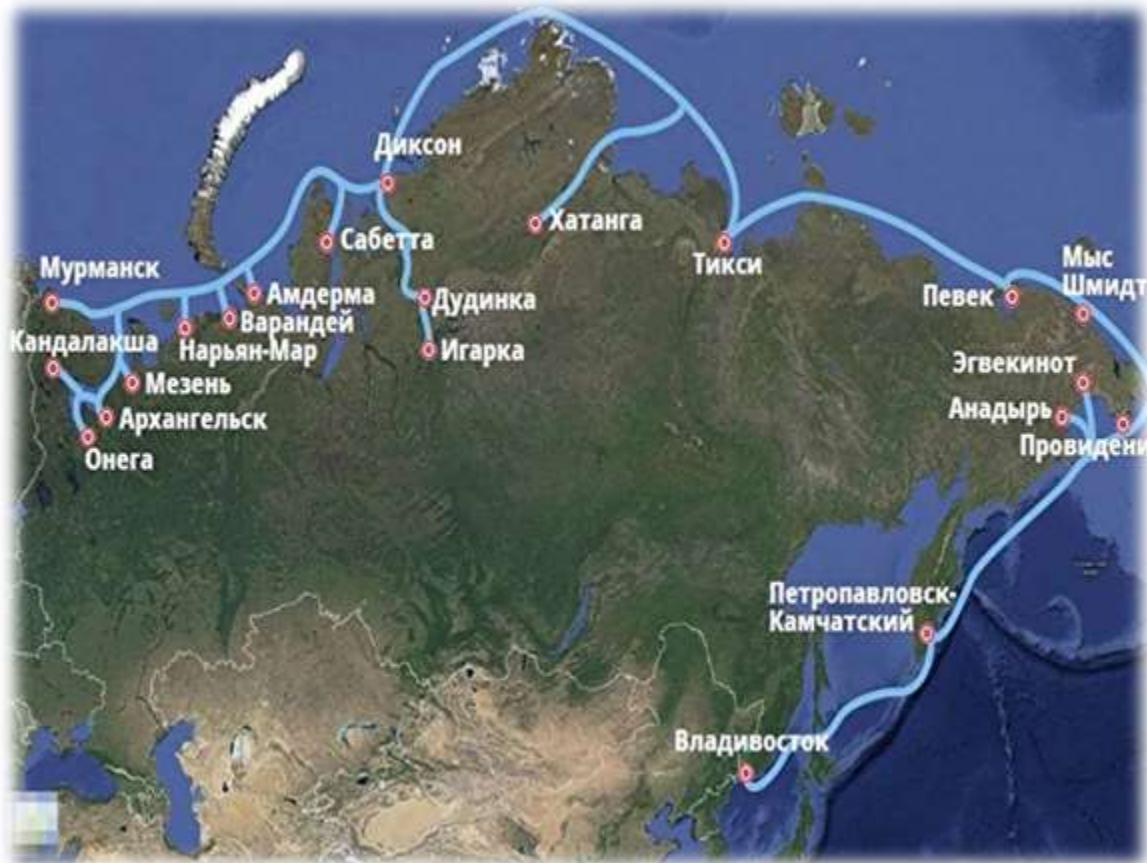 Диксон
Хатанга
Сабетта
Тикси
Мурманск
Мыс
Шмидт
Амдерма
Дудинка
Певек
Варандей
Кандалакша
Нарьян-Мар
Игарка
Эгвекинот
Мезень
Анадырь
Архангельск
Провидени
Онега
Петропавловск-
Камчатский
Владивосток